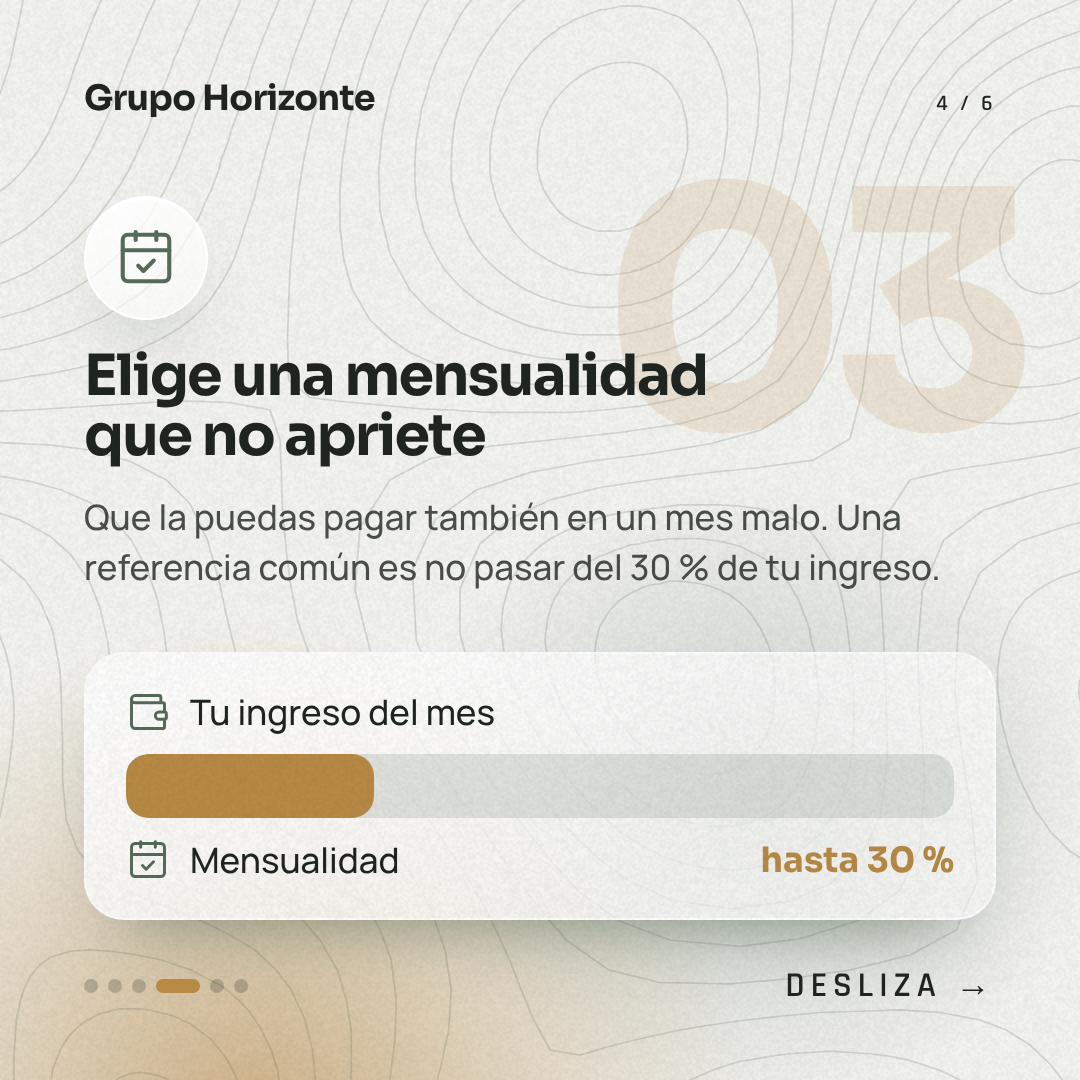 Grupo Horizonte
4 / 6
03
Elige una mensualidad
que no apriete
Que la puedas pagar también en un mes malo. Una
referencia común es no pasar del 30 % de tu ingreso.
Tu ingreso del mes
Mensualidad
hasta 30 %
DESLIZA →